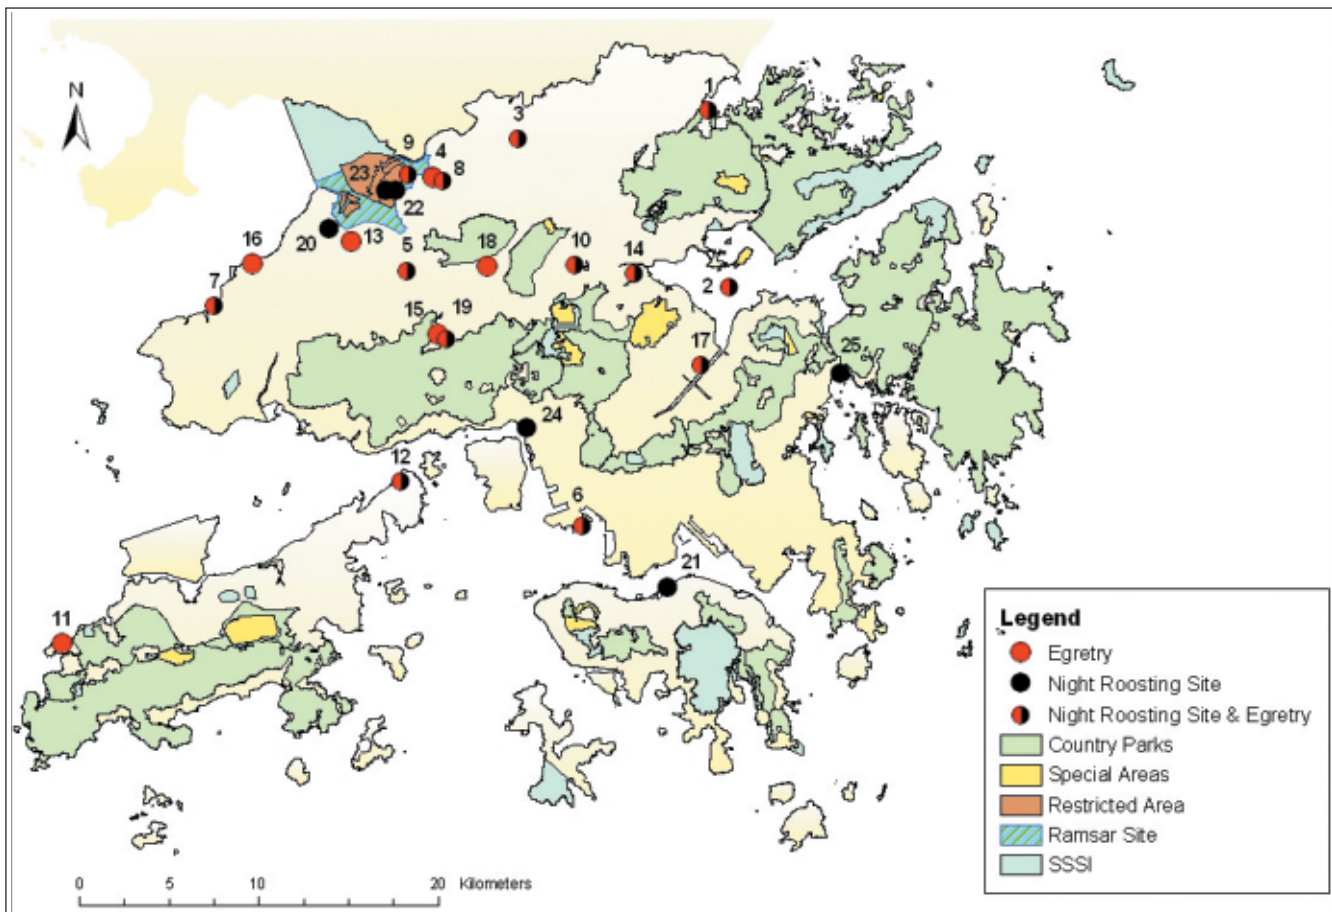 N
1
3
9
4
23
8
22
20
13
5
18
10
14
16
2
7
15
19
17
25
24
12
6
21
11
Legend
Egretry
Night Roosting Site
Night Roosting Site & Egretry
Country Parks
Special Areas
Restricted Area
Ramsar Site
SSSI
0 5 10 20 Kilometers